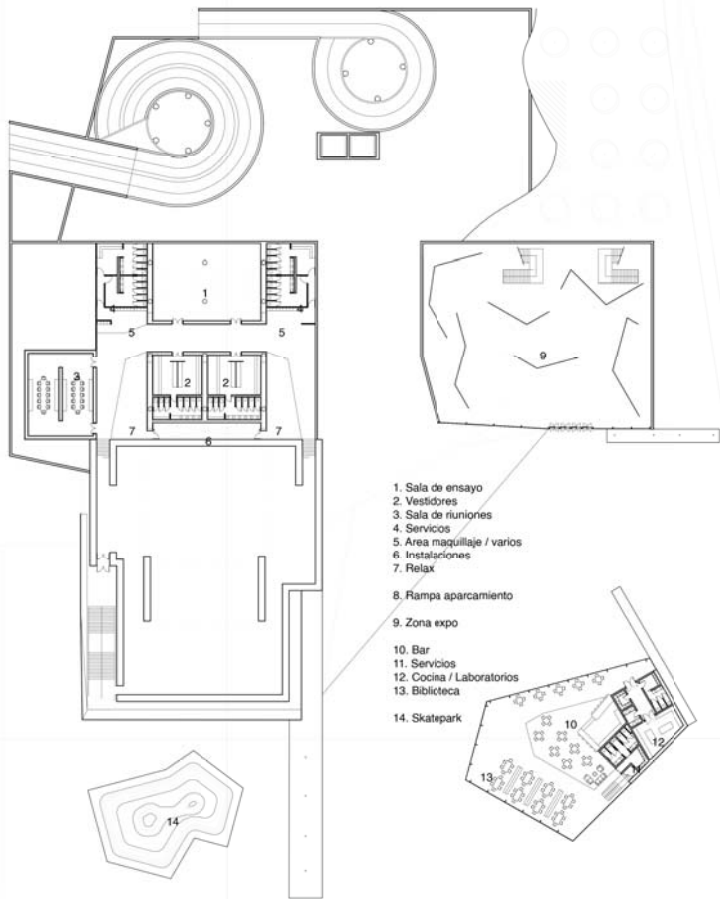 1
4
4
5
5
3
2
2
7
6
7
9
1. Sala de ensayo
2. Vestidores
3. Sala de riuniones
4. Servicios
5. Area maquillaje / varios
6. Instalaciones
7. Relax
8. Rampa aparcamiento
9. Zona expo
10. Bar
11. Servicios
12. Cocina / Laboratorios
13. Biblioteca
14. Skatepark
10
12
11
13
14